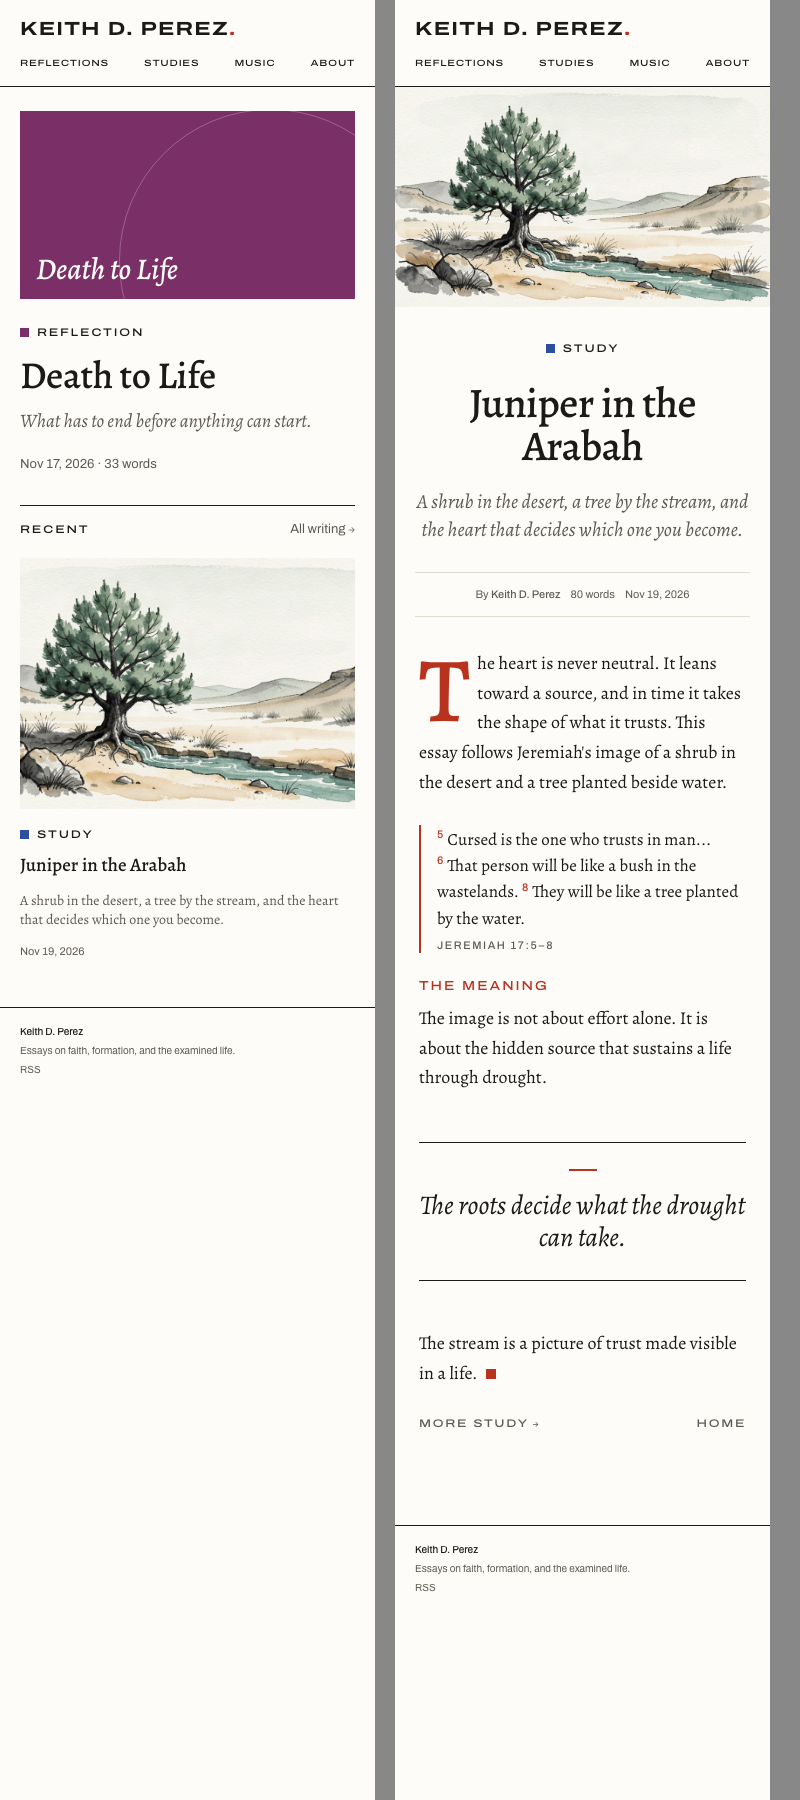 KEITH D. PEREZ.
REFLECTIONS STUDIES MUSIC ABOUT
Death to Life
REFLECTION
Death to Life
What has to end before anything can start.
Nov 17, 2026 · 33 words
RECENT All writing →
STUDY
Juniper in the Arabah
A shrub in the desert, a tree by the stream, and the heart
that decides which one you become.
Nov 19, 2026
Keith D. Perez
Essays on faith, formation, and the examined life.
RSS
KEITH D. PEREZ.
REFLECTIONS STUDIES MUSIC ABOUT
STUDY
Juniper in the
Arabah
A shrub in the desert, a tree by the stream, and
the heart that decides which one you become.
By Keith D. Perez 80 words Nov 19, 2026
The heart is never neutral. It leans
toward a source, and in time it takes
the shape of what it trusts. This
essay follows Jeremiah's image of a shrub in
the desert and a tree planted beside water.
5 Cursed is the one who trusts in man…
6 That person will be like a bush in the
wastelands. 8 They will be like a tree planted
by the water.
JEREMIAH 17:5–8
THE MEANING
The image is not about effort alone. It is
about the hidden source that sustains a life
through drought.
The roots decide what the drought
can take.
The stream is a picture of trust made visible
in a life.
MORE STUDY → HOME
Keith D. Perez
Essays on faith, formation, and the examined life.
RSS